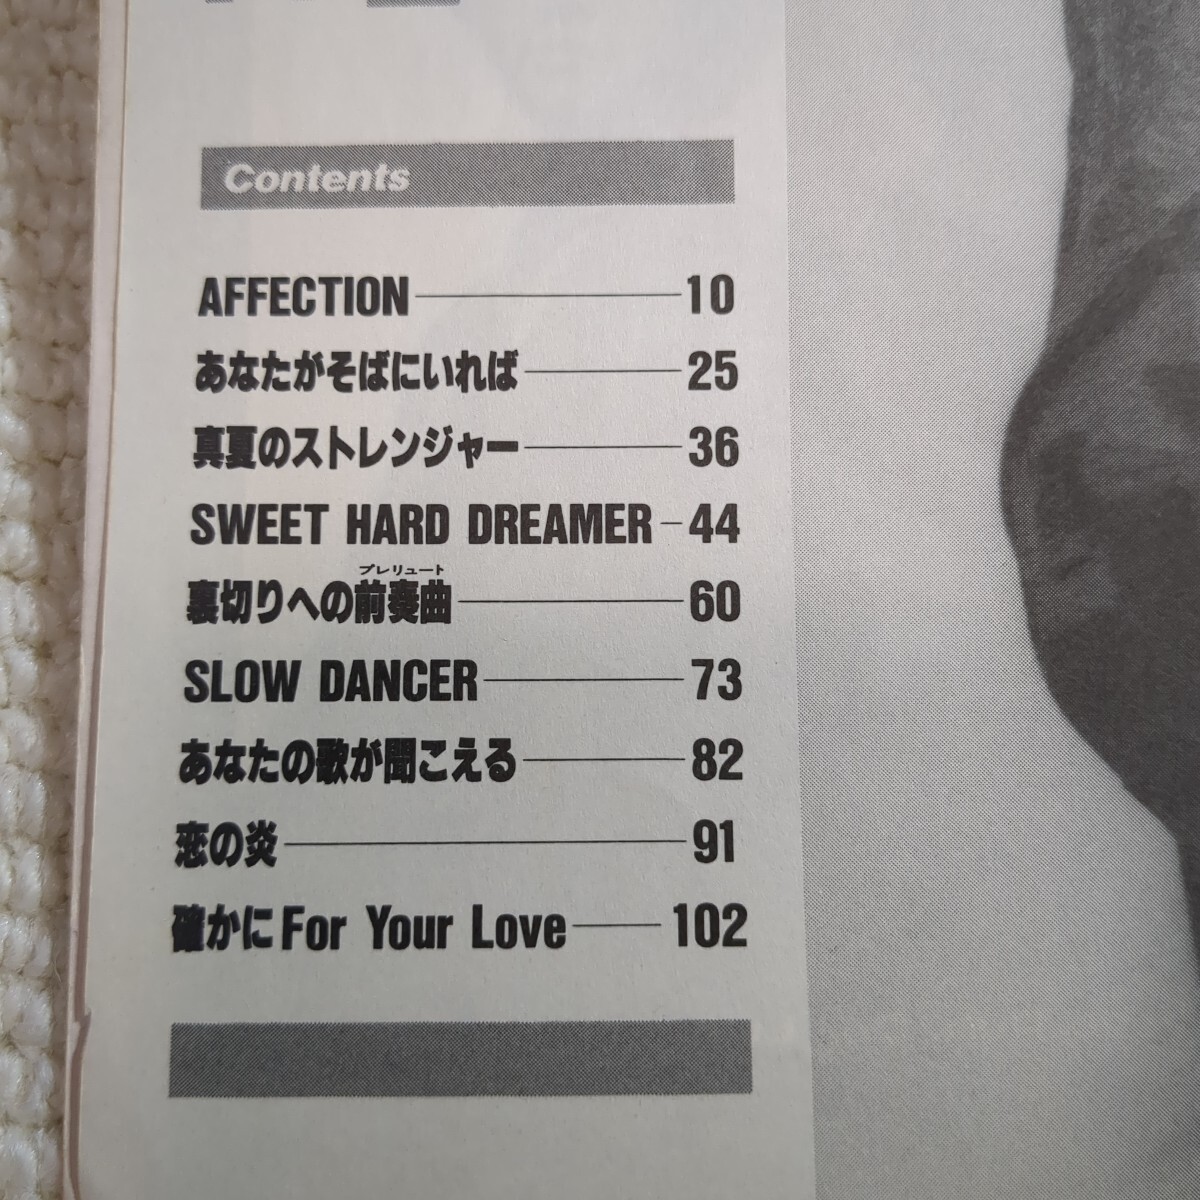 Contents
AFFECTION 10
あなたがそばにいれば 25
真夏のストレンジャー 36
SWEET HARD DREAMER 44
プレリュート
裏切りへの前奏曲 60
SLOW DANCER 73
あなたの歌が聞こえる 82
恋の炎 91
確かにFor Your Love 102